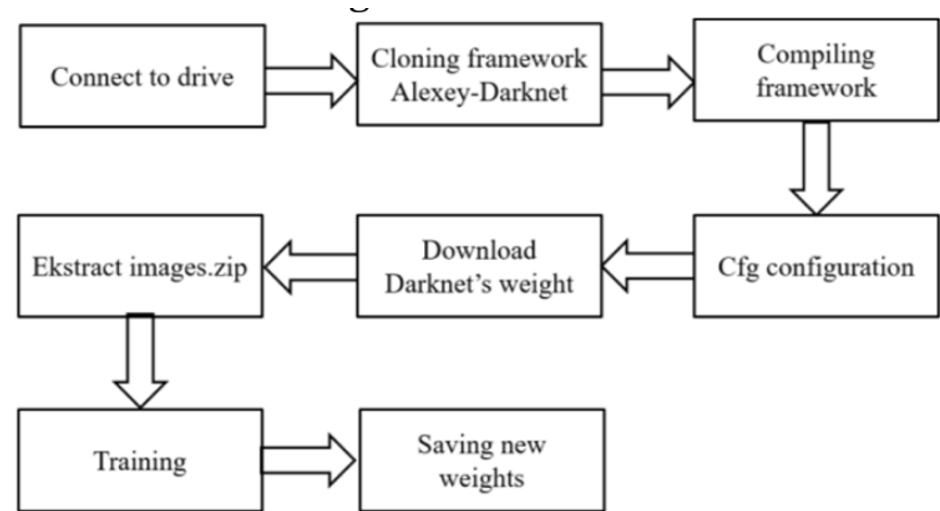 Connect to drive
Cloning framework
Alexey-Darknet
Compiling
framework
Cfg configuration
Download
Darknet's weight
Ekstract images.zip
Training
Saving new
weights